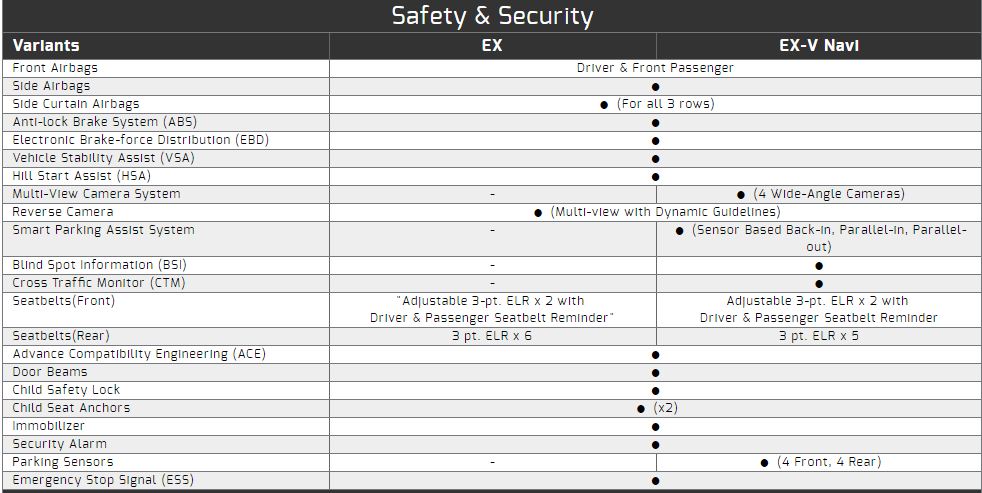 Safety & Security
Variants EX EX-V Navi
Front Airbags Driver & Front Passenger
Side Airbags ●
Side Curtain Airbags ● (For all 3 rows)
Anti-lock Brake System (ABS) ●
Electronic Brake-force Distribution (EBD) ●
Vehicle Stability Assist (VSA) ●
Hill Start Assist (HSA) ●
Multi-View Camera System - ● (4 Wide-Angle Cameras)
Reverse Camera ● (Multi-view with Dynamic Guidelines)
Smart Parking Assist System - ● (Sensor Based Back-in, Parallel-in, Parallel-
out)
Blind Spot Information (BSI) - ●
Cross Traffic Monitor (CTM) - ●
Seatbelts(Front) "Adjustable 3-pt. ELR x 2 with Adjustable 3-pt. ELR x 2 with
Driver & Passenger Seatbelt Reminder" Driver & Passenger Seatbelt Reminder
Seatbelts(Rear) 3 pt. ELR x 6 3 pt. ELR x 5
Advance Compatibility Engineering (ACE) ●
Door Beams ●
Child Safety Lock ●
Child Seat Anchors ● (x2)
Immobilizer ●
Security Alarm ●
Parking Sensors - ● (4 Front, 4 Rear)
Emergency Stop Signal (ESS) ●